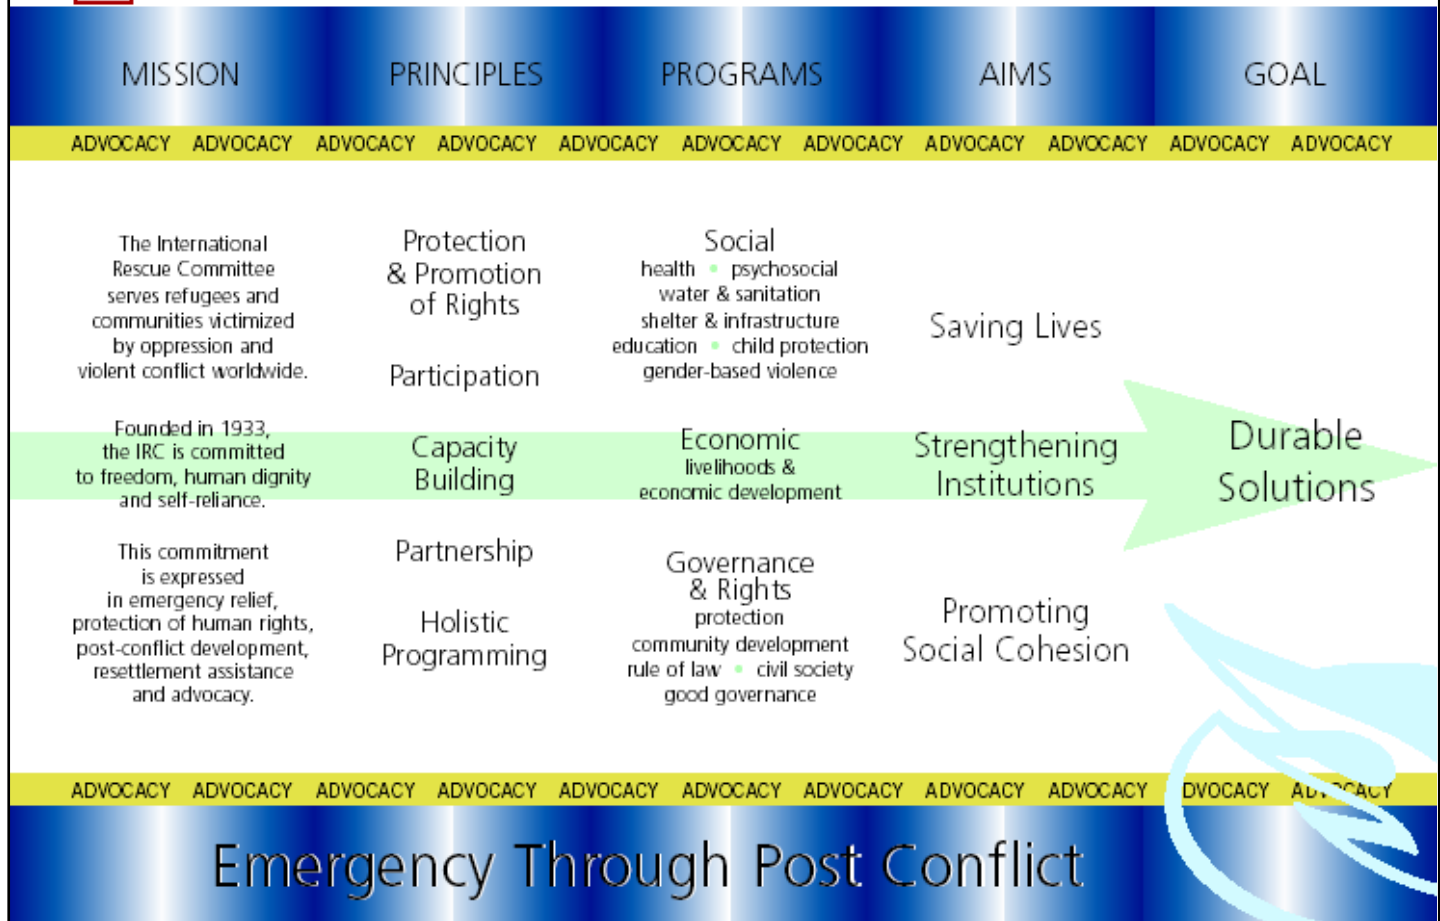 MISSION PRINCIPLES PROGRAMS AIMS GOAL
ADVOCACY ADVOCACY ADVOCACY ADVOCACY ADVOCACY ADVOCACY ADVOCACY ADVOCACY ADVOCACY ADVOCACY ADVOCACY
The International
Rescue Committee
serves refugees and
communities victimized
by oppression and
violent conflict worldwide.
Founded in 1933,
the IRC is committed
to freedom, human dignity
and self-reliance.
This commitment
is expressed
in emergency relief,
protection of human rights,
post-conflict development,
resettlement assistance
and advocacy.
Protection
& Promotion
of Rights
Participation
Capacity
Building
Partnership
Holistic
Programming
Social
health • psychosocial
water & sanitation
shelter & infrastructure
education • child protection
gender-based violence
Economic
livelihoods &
economic development
Governance
& Rights
protection
community development
rule of law • civil society
good governance
Saving Lives
Strengthening
Institutions
Promoting
Social Cohesion
Durable
Solutions
ADVOCACY ADVOCACY ADVOCACY ADVOCACY ADVOCACY ADVOCACY ADVOCACY ADVOCACY ADVOCACY ADVOCACY ADVOCACY
Emergency Through Post Conflict